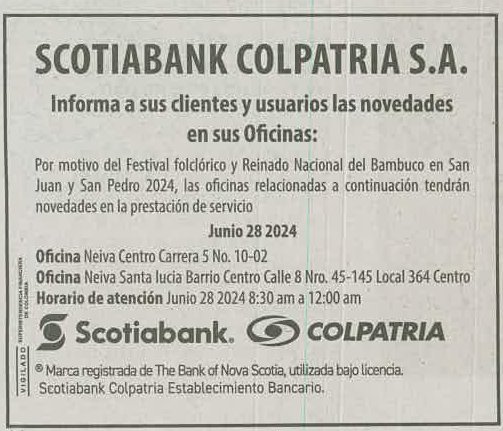 SCOTIABANK COLPATRIA S.A.
Informa a sus clientes y usuarios las novedades
en sus Oficinas:
Por motivo del Festival folclórico y Reinado Nacional del Bambuco en San
Juan y San Pedro 2024, las oficinas relacionadas a continuación tendrán
novedades en la prestación de servicio
Junio 28 2024
Oficina Neiva Centro Carrera 5 No. 10-02
Oficina Neiva Santa lucia Barrio Centro Calle 8 Nro. 45-145 Local 364 Centro
Horario de atención Junio 28 2024 8:30 am a 12:00 am
VIGILADO
SUPERINTENDENCIA FINANCIERA
DE COLOMBIA
Scotiabank. COLPATRIA
® Marca registrada de The Bank of Nova Scotia, utilizada bajo licencia.
Scotiabank Colpatria Establecimiento Bancario.